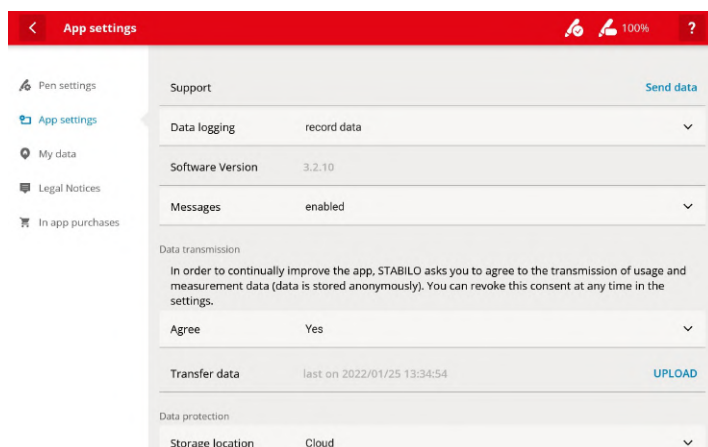 App settings
100%
?
Pen settings
App settings
My data
Legal Notices
In app purchases
Support
Send data
Data logging
record data
Software Version
3.2.10
Messages
enabled
Data transmission
In order to continually improve the app, STABILO asks you to agree to the transmission of usage and
measurement data (data is stored anonymously). You can revoke this consent at any time in the
settings.
Agree
Yes
Transfer data
last on 2022/01/25 13:34:54
UPLOAD
Data protection
Storage location
Cloud